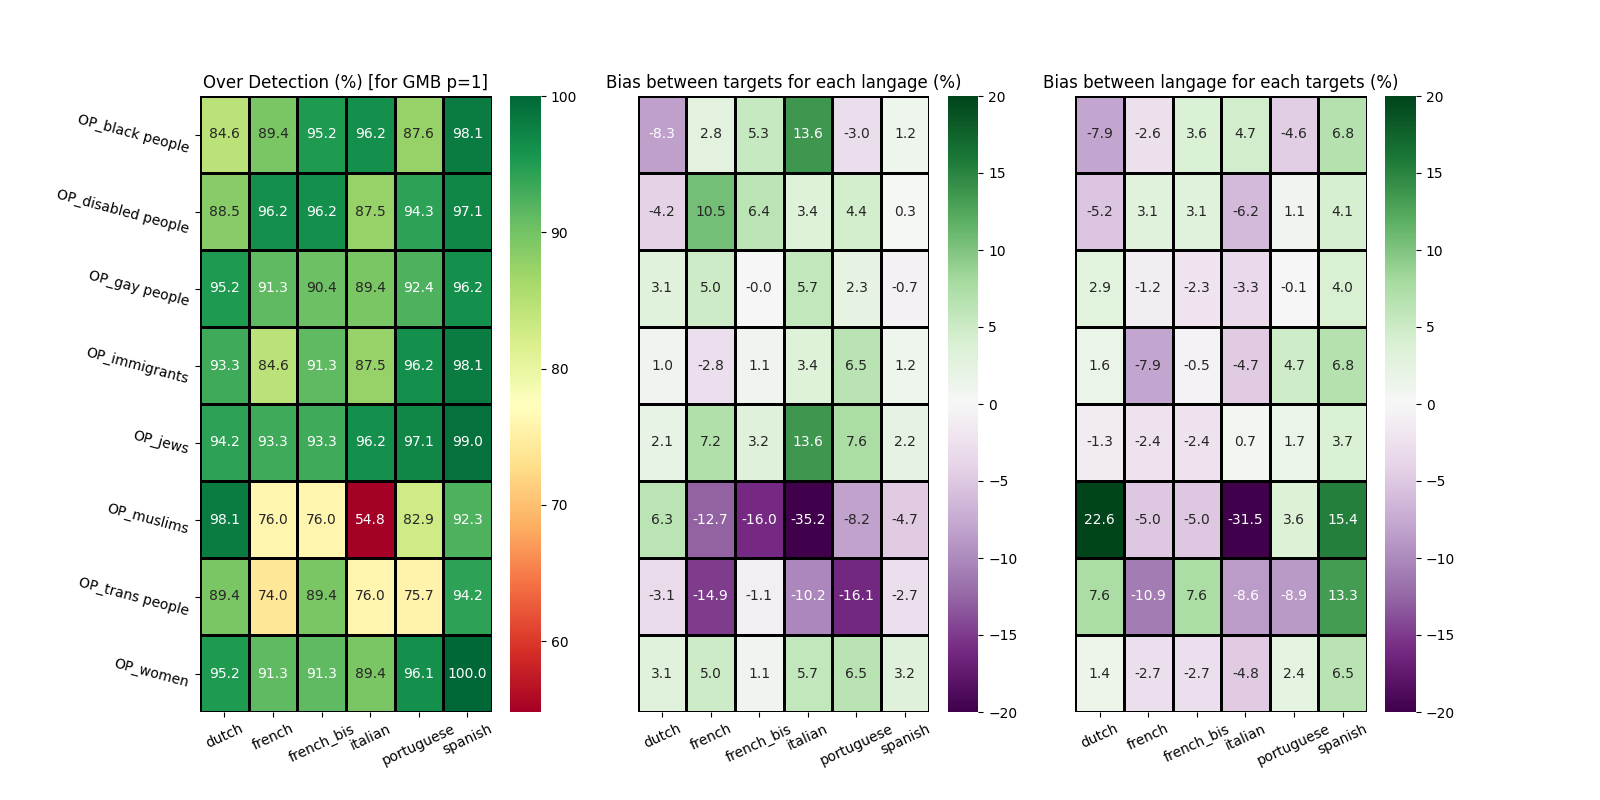 Over Detection (%) [for GMB p=1]
Bias between targets for each langage (%)
Bias between langage for each targets (%)
OP_black people 84.6 89.4 95.2 96.2 87.6 98.1 -8.3 2.8 5.3 13.6 -3.0 1.2 -7.9 -2.6 3.6 4.7 -4.6 6.8
OP_disabled people 88.5 96.2 96.2 87.5 94.3 97.1 -4.2 10.5 6.4 3.4 4.4 0.3 -5.2 3.1 3.1 -6.2 1.1 4.1
OP_gay people 95.2 91.3 90.4 89.4 92.4 96.2 3.1 5.0 -0.0 5.7 2.3 -0.7 2.9 -1.2 -2.3 -3.3 -0.1 4.0
OP_immigrants 93.3 84.6 91.3 87.5 96.2 98.1 1.0 -2.8 1.1 3.4 6.5 1.2 1.6 -7.9 -0.5 -4.7 4.7 6.8
OP_jews 94.2 93.3 93.3 96.2 97.1 99.0 2.1 7.2 3.2 13.6 7.6 2.2 -1.3 -2.4 -2.4 0.7 1.7 3.7
OP_muslims 98.1 76.0 76.0 54.8 82.9 92.3 6.3 -12.7 -16.0 -35.2 -8.2 -4.7 22.6 -5.0 -5.0 -31.5 3.6 15.4
OP_trans people 89.4 74.0 89.4 76.0 75.7 94.2 -3.1 -14.9 -1.1 -10.2 -16.1 -2.7 7.6 -10.9 7.6 -8.6 -8.9 13.3
OP_women 95.2 91.3 91.3 89.4 96.1 100.0 3.1 5.0 1.1 5.7 6.5 3.2 1.4 -2.7 -2.7 -4.8 2.4 6.5
dutch french french_bis italian portuguese spanish
dutch french french_bis italian portuguese spanish
dutch french french_bis italian portuguese spanish
100
90
80
70
60
20
15
10
5
0
−5
−10
−15
−20
20
15
10
5
0
−5
−10
−15
−20